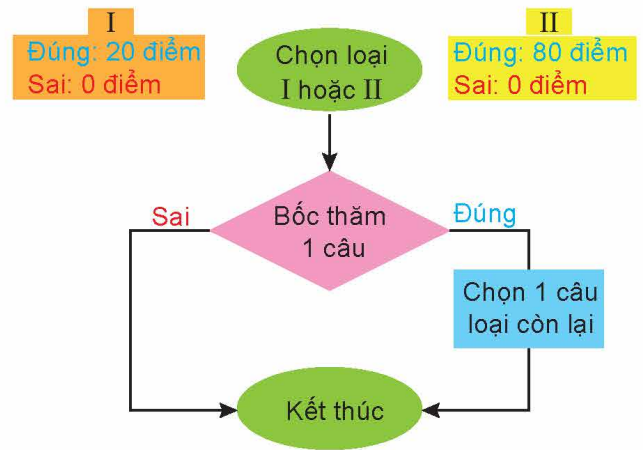 I
Đúng: 20 điểm
Sai: 0 điểm
Chọn loại
I hoặc II
II
Đúng: 80 điểm
Sai: 0 điểm
Sai
Bốc thăm
1 câu
Đúng
Chọn 1 câu
loại còn lại
Kết thúc